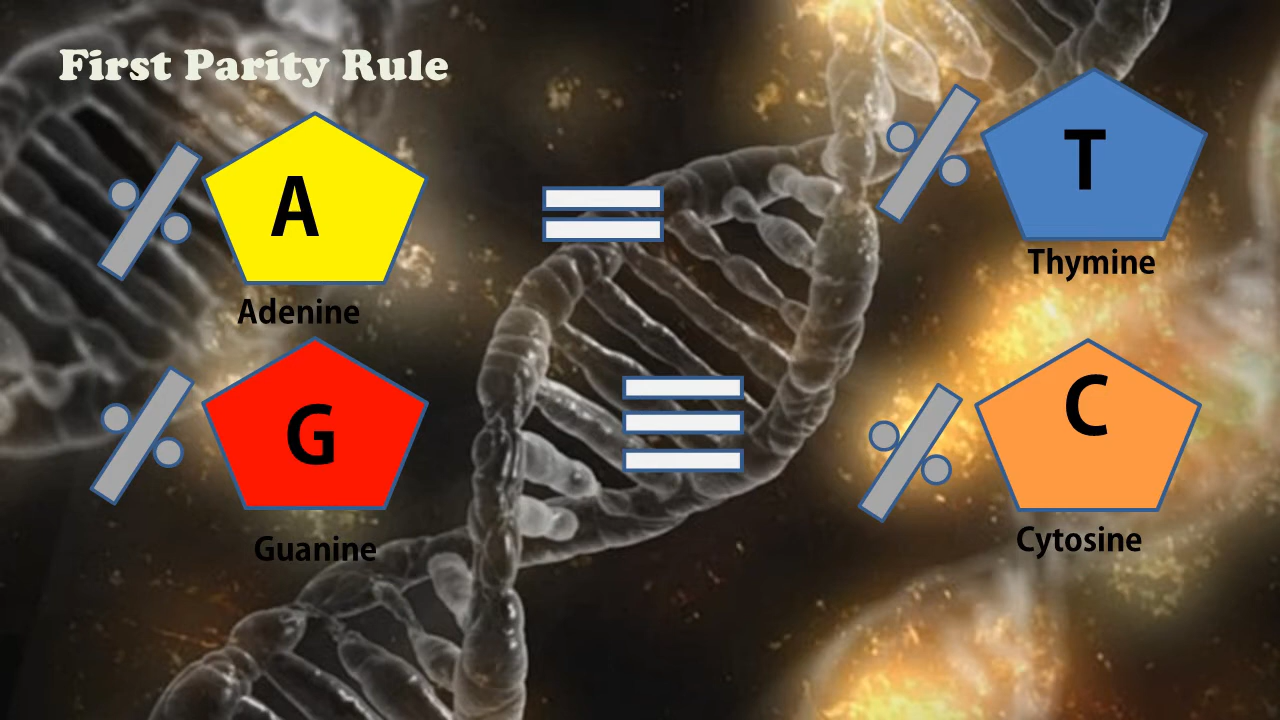 First Parity Rule
% A = % T
Adenine
Thymine
% G ≡ % C
Guanine
Cytosine